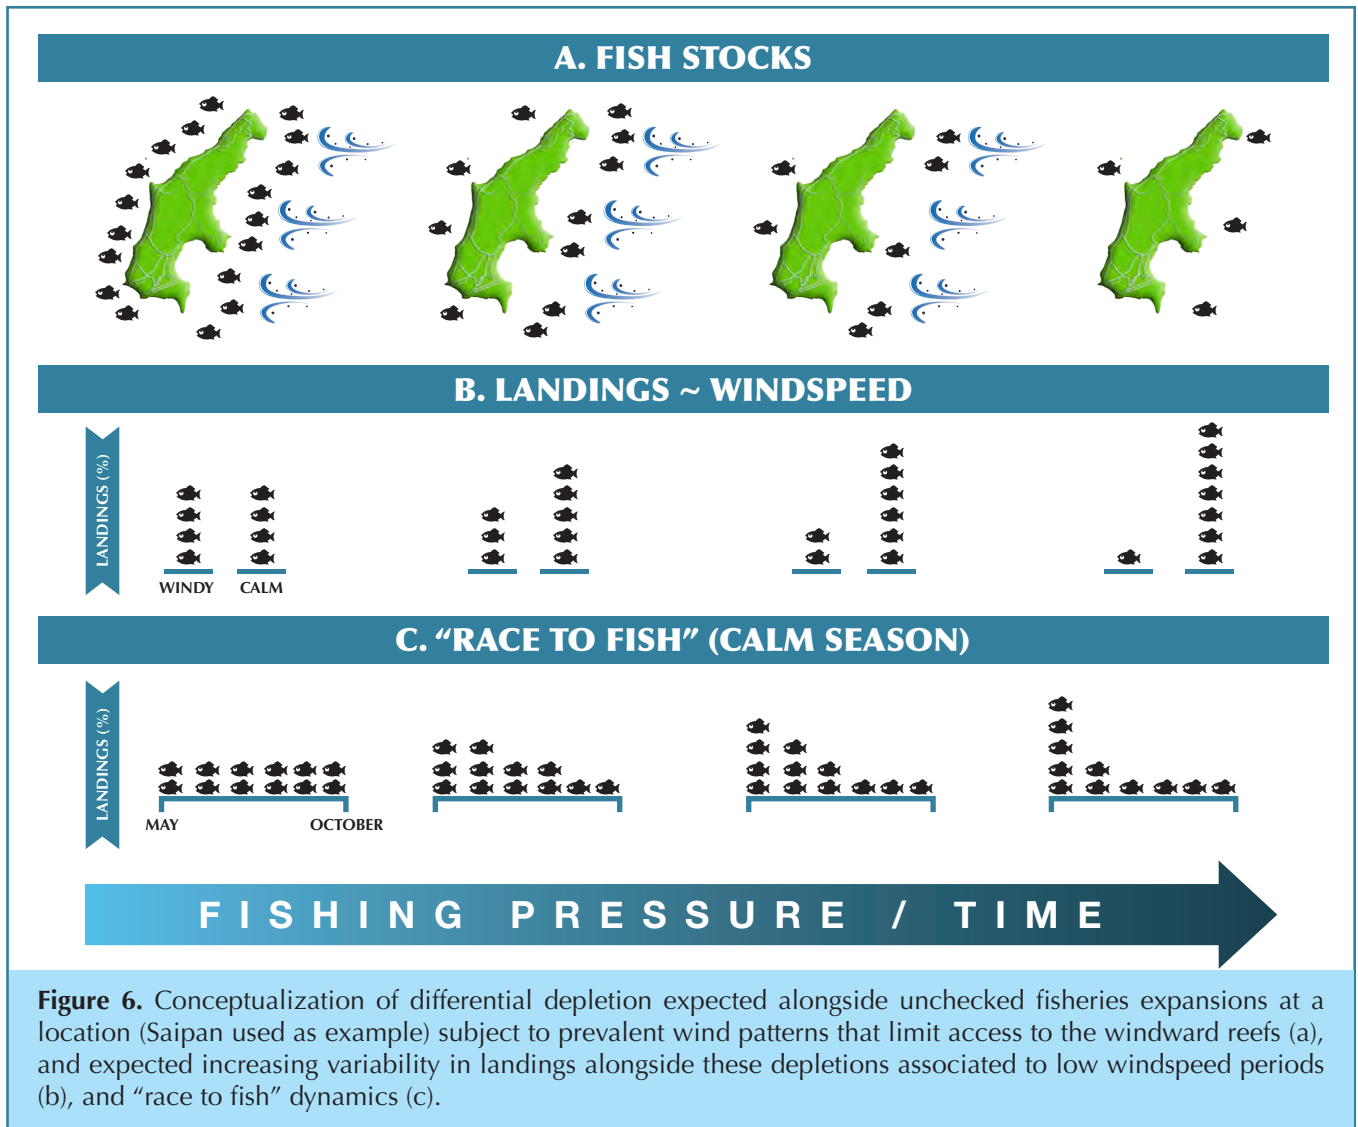 A. FISH STOCKS
B. LANDINGS ~ WINDSPEED
LANDINGS (%)
WINDY CALM
C. “RACE TO FISH” (CALM SEASON)
LANDINGS (%)
MAY OCTOBER
FISHING PRESSURE / TIME
Figure 6. Conceptualization of differential depletion expected alongside unchecked fisheries expansions at a
location (Saipan used as example) subject to prevalent wind patterns that limit access to the windward reefs (a),
and expected increasing variability in landings alongside these depletions associated to low windspeed periods
(b), and “race to fish” dynamics (c).